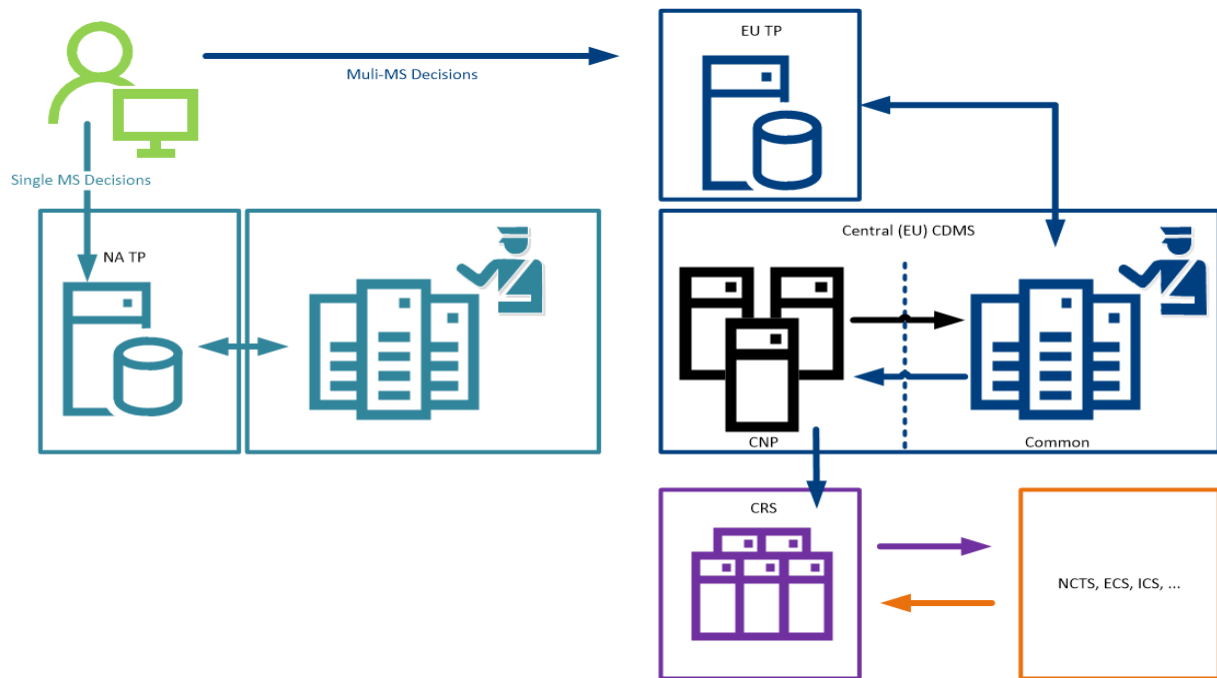 EU TP
Muli-MS Decisions
Single MS Decisions
NA TP
Central (EU) CDMS
CNP
Common
CRS
NCTS, ECS, ICS, ...